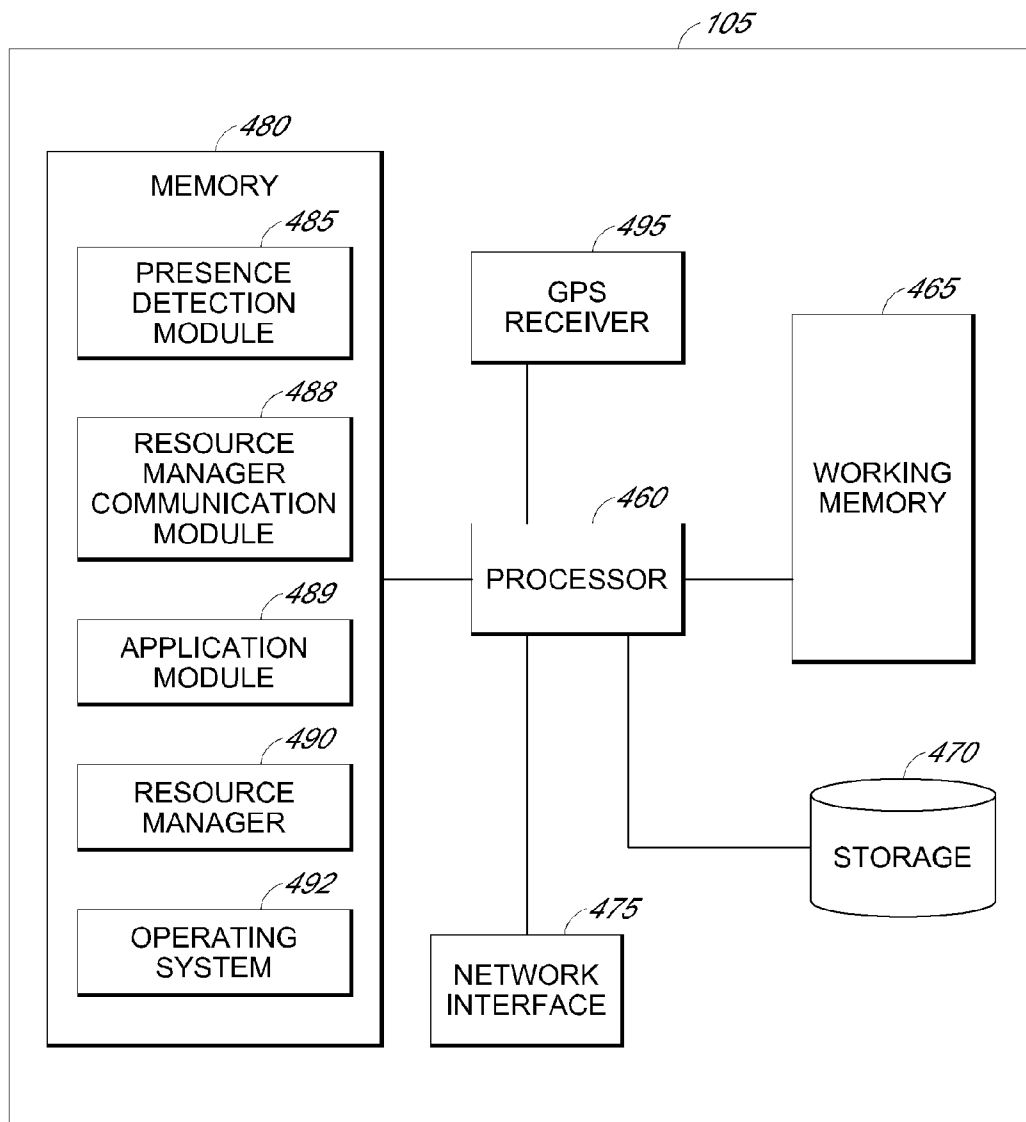 105
480
MEMORY
485
PRESENCE
DETECTION
MODULE
488
RESOURCE
MANAGER
COMMUNICATION
MODULE
489
APPLICATION
MODULE
490
RESOURCE
MANAGER
492
OPERATING
SYSTEM
495
GPS
RECEIVER
460
PROCESSOR
475
NETWORK
INTERFACE
465
WORKING
MEMORY
470
STORAGE